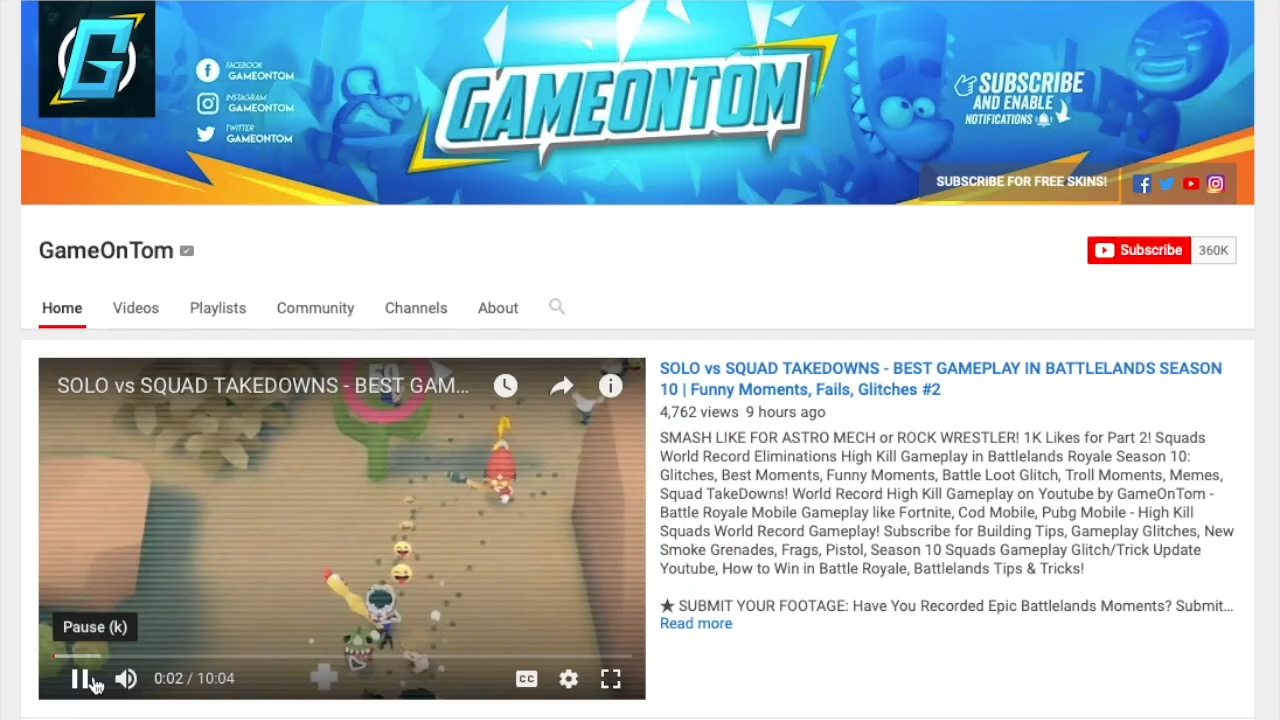 FACEBOOK
GAMEONTOM
INSTAGRAM
GAMEONTOM
TWITTER
GAMEONTOM
GAMEONTOM
SUBSCRIBE
AND ENABLE
NOTIFICATIONS
SUBSCRIBE FOR FREE SKINS!
GameOnTom
Subscribe 360K
Home Videos Playlists Community Channels About
SOLO vs SQUAD TAKEDOWNS - BEST GAM...
50
Pause (k)
0:02 / 10:04
CC
SOLO vs SQUAD TAKEDOWNS - BEST GAMEPLAY IN BATTLELANDS SEASON
10 | Funny Moments, Fails, Glitches #2
4,762 views 9 hours ago
SMASH LIKE FOR ASTRO MECH or ROCK WRESTLER! 1K Likes for Part 2! Squads
World Record Eliminations High Kill Gameplay in Battlelands Royale Season 10:
Glitches, Best Moments, Funny Moments, Battle Loot Glitch, Troll Moments, Memes,
Squad TakeDowns! World Record High Kill Gameplay on Youtube by GameOnTom -
Battle Royale Mobile Gameplay like Fortnite, Cod Mobile, Pubg Mobile - High Kill
Squads World Record Gameplay! Subscribe for Building Tips, Gameplay Glitches, New
Smoke Grenades, Frags, Pistol, Season 10 Squads Gameplay Glitch/Trick Update
Youtube, How to Win in Battle Royale, Battlelands Tips & Tricks!
★ SUBMIT YOUR FOOTAGE: Have You Recorded Epic Battlelands Moments? Submit...
Read more